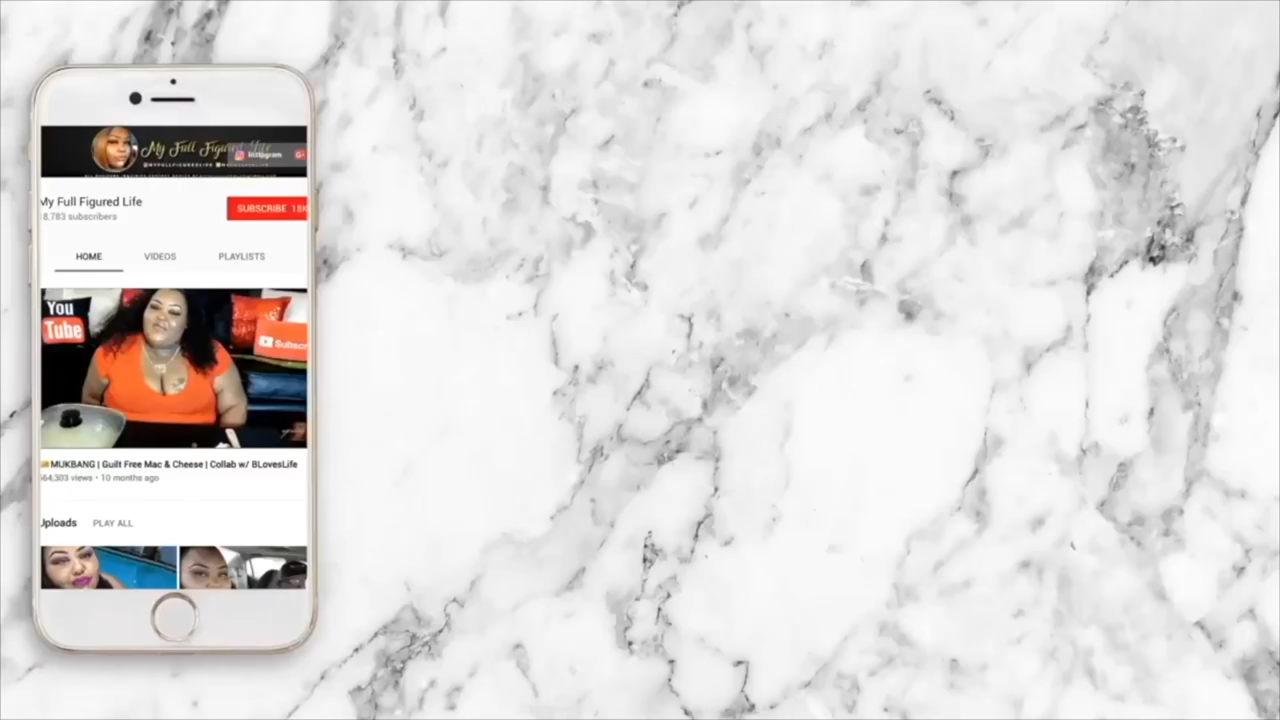 My Full Figured Life
Instagram
@MYFULLFIGUREDLIFE
My Full Figured Life
8,783 subscribers
SUBSCRIBE 18K
HOME VIDEOS PLAYLISTS
You
Tube
Subscr
MUKBANG | Guilt Free Mac & Cheese | Collab w/ BLovesLife
64,303 views • 10 months ago
Uploads PLAY ALL